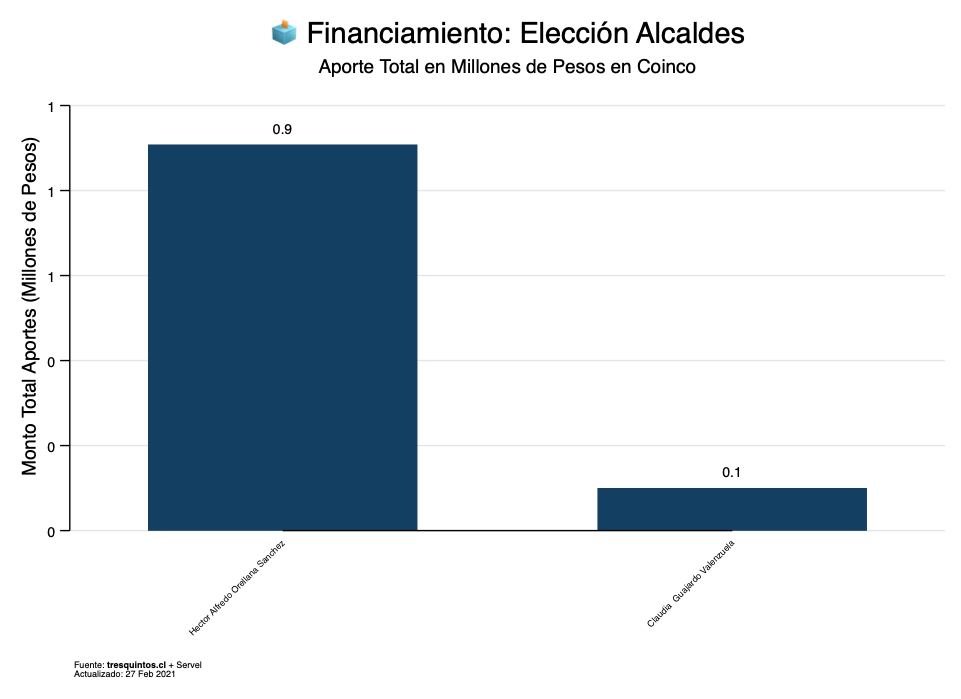 🗳️ Financiamiento: Elección Alcaldes
Aporte Total en Millones de Pesos en Coinco
Monto Total Aportes (Millones de Pesos)
1
1
1
0
0
0
0.9
0.1
Hector Alfredo Orellana Sanchez
Claudia  Guajardo Valenzuela
Fuente: tresquintos.cl + Servel
Actualizado: 27 Feb 2021